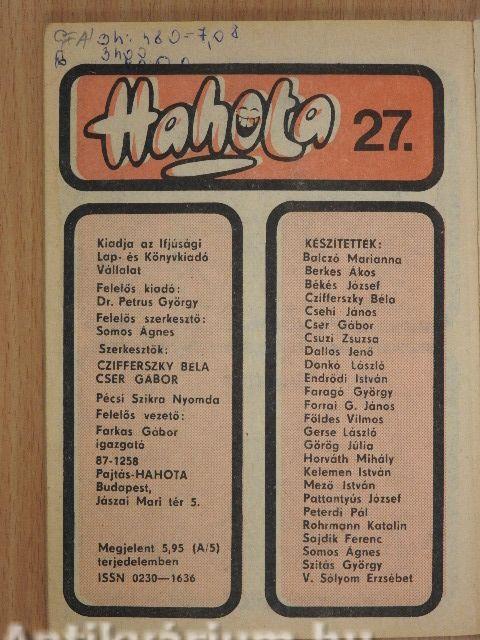 Hahota 27.
Kiadja az Ifjúsági
Lap- és Könyvkiadó
Vállalat
Felelős kiadó:
Dr. Petrus György
Felelős szerkesztő:
Somos Ágnes
Szerkesztők:
CZIFFERSZKY BÉLA
CSER GÁBOR
Pécsi Szikra Nyomda
Felelős vezető:
Farkas Gábor
igazgató
87-1258
Pajtás-HAHOTA
Budapest,
Jászai Mari tér 5.
Megjelent 5,95 (A/5)
terjedelemben
ISSN 0230—1636
KÉSZÍTETTÉK:
Balczó Marianna
Berkes Ákos
Békés József
Czifferszky Béla
Csehi János
Cser Gábor
Csuzi Zsuzsa
Dallos Jenő
Donkó László
Endrődi István
Faragó György
Forrai G. János
Földes Vilmos
Gerse László
Görög Júlia
Horváth Mihály
Kelemen István
Mező István
Pattantyús József
Peterdi Pál
Rohrmann Katalin
Sajdik Ferenc
Somos Ágnes
Szitás György
V. Sólyom Erzsébet
Antikvárium.hu